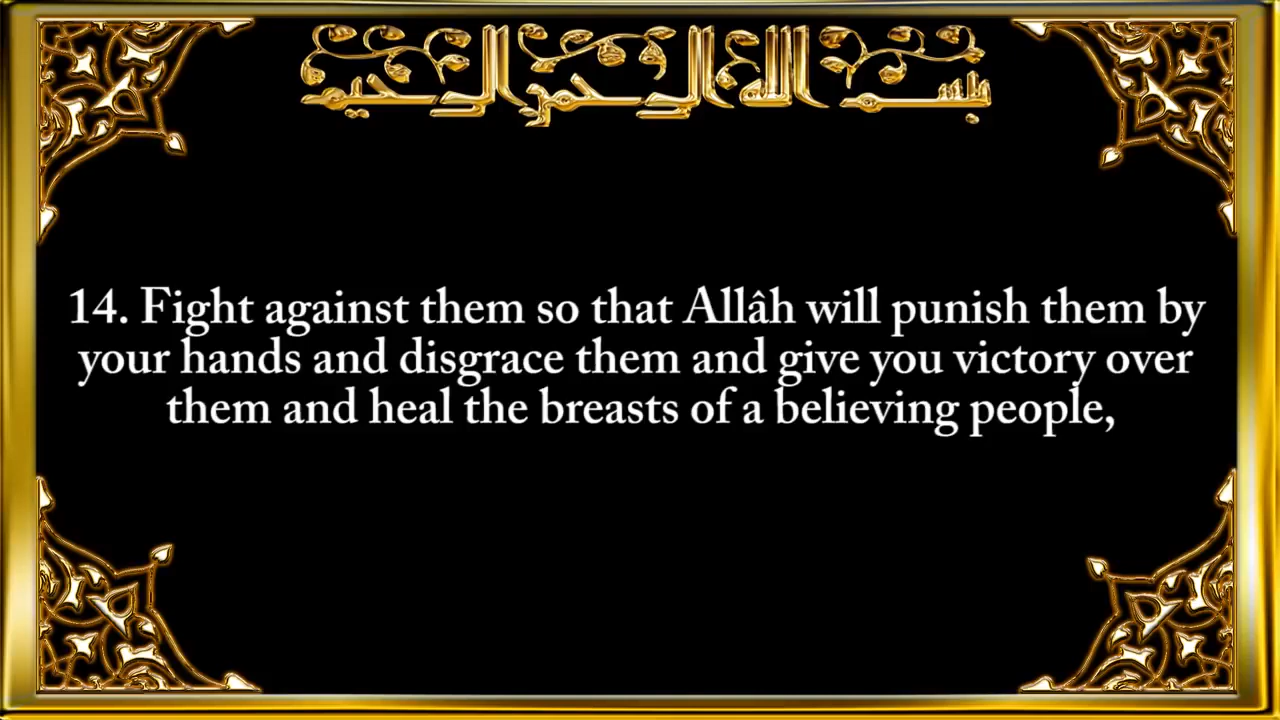 بسم الله الرحمن الرحيم
14. Fight against them so that Allâh will punish them by
your hands and disgrace them and give you victory over
them and heal the breasts of a believing people,